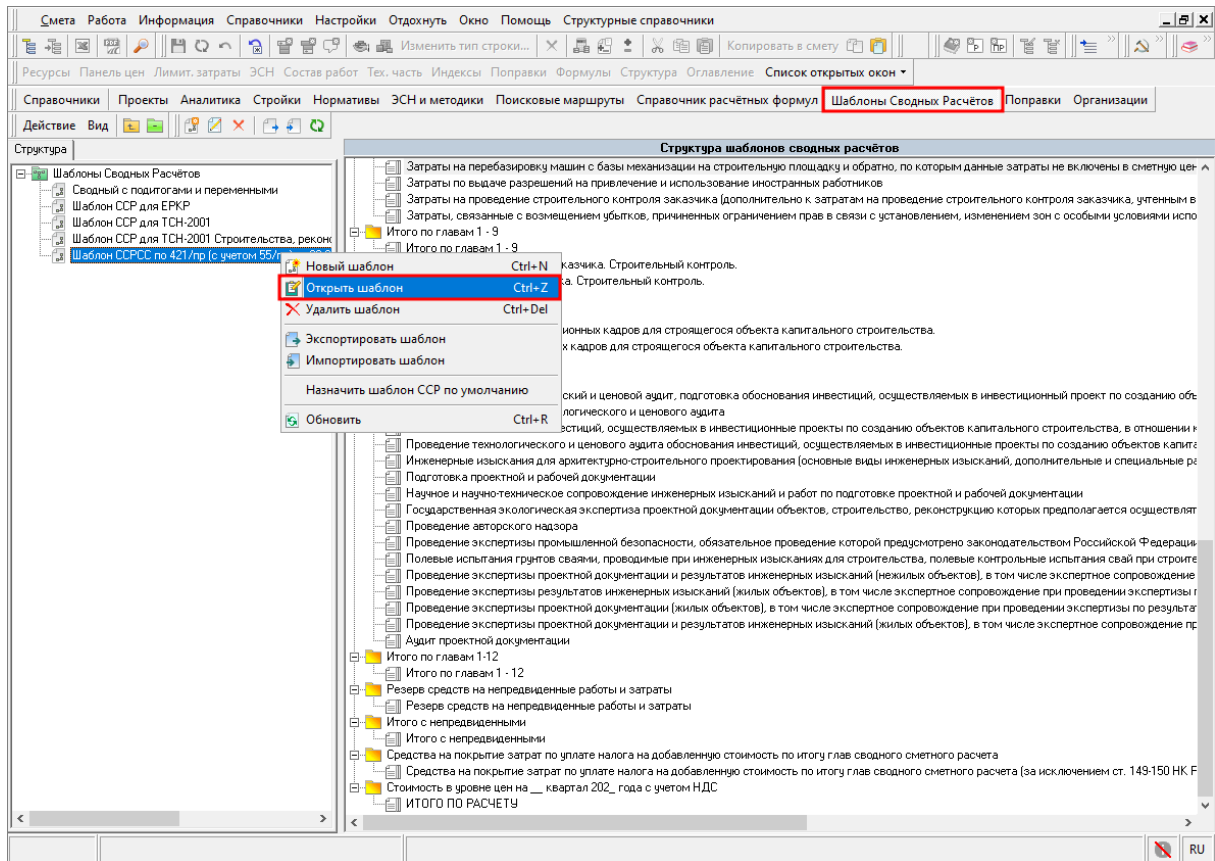 Смета Работа Информация Справочники Настройки Отдохнуть Окно Помощь Структурные справочники
Изменить тип строки... Копировать в смету
Ресурсы Панель цен Лимит.затраты ЭСН Состав работ Тех. часть Индексы Поправки Формулы Структура Оглавление Список открытых окон
Справочники Проекты Аналитика Стройки Нормативы ЭСН и методики Поисковые маршруты Справочник расчётных формул Шаблоны Сводных Расчётов Поправки Организации
Действие Вид
Структура
Шаблоны Сводных Расчётов
Сводный с подитогами и переменными
Шаблон ССР для ЕРКР
Шаблон ССР для ТСН-2001
Шаблон ССР для ТСН-2001 Строительства, рекон
Шаблон ССРСС по 421/пр (с учетом 55/
Новый шаблон Ctrl+N
Открыть шаблон Ctrl+Z
Удалить шаблон Ctrl+Del
Экспортировать шаблон
Импортировать шаблон
Назначить шаблон ССР по умолчанию
Обновить Ctrl+R
Структура шаблонов сводных расчётов
Затраты на перебазировку машин с базы механизации на строительную площадку и обратно, по которым данные затраты не включены в сметную цен
Затраты по выдаче разрешений на привлечение и использование иностранных работников
Затраты на проведение строительного контроля заказчика (дополнительно к затратам на проведение строительного контроля заказчика, учтенным в
Затраты, связанные с возмещением убытков, причиненных ограничением прав в связи с установлением, изменением зон с особыми условиями испо
Итого по главам 1 - 9
Итого по главам 1 - 9
казчика. Строительный контроль.
ка. Строительный контроль.
ионных кадров для строящегося объекта капитального строительства.
х кадров для строящегося объекта капитального строительства.
ский и ценовой аудит, подготовка обоснования инвестиций, осуществляемых в инвестиционный проект по созданию объ
логического и ценового аудита
естиций, осуществляемых в инвестиционные проекты по созданию объектов капитального строительства, в отношении к
Проведение технологического и ценового аудита обоснования инвестиций, осуществляемых в инвестиционные проекты по созданию объектов капита
Инженерные изыскания для архитектурно-строительного проектирования (основные виды инженерных изысканий, дополнительные и специальные ра
Подготовка проектной и рабочей документации
Научное и научно-техническое сопровождение инженерных изысканий и работ по подготовке проектной и рабочей документации
Государственная экологическая экспертиза проектной документации объектов, строительство, реконструкцию которых предполагается осуществлят
Проведение авторского надзора
Проведение экспертизы промышленной безопасности, обязательное проведение которой предусмотрено законодательством Российской Федерации
Полевые испытания грунтов сваями, проводимые при инженерных изысканиях для строительства, полевые контрольные испытания свай при строите
Проведение экспертизы проектной документации и результатов инженерных изысканий (нежилых объектов), в том числе экспертное сопровождение
Проведение экспертизы результатов инженерных изысканий (жилых объектов), в том числе экспертное сопровождение при проведении экспертизы г
Проведение экспертизы проектной документации (жилых объектов), в том числе экспертное сопровождение при проведении экспертизы по результа
Проведение экспертизы проектной документации и результатов инженерных изысканий (жилых объектов), в том числе экспертное сопровождение пр
Аудит проектной документации
Итого по главам 1-12
Итого по главам 1 - 12
Резерв средств на непредвиденные работы и затраты
Резерв средств на непредвиденные работы и затраты
Итого с непредвиденными
Итого с непредвиденными
Средства на покрытие затрат по уплате налога на добавленную стоимость по итогу глав сводного сметного расчета
Средства на покрытие затрат по уплате налога на добавленную стоимость по итогу глав сводного сметного расчета (за исключением ст. 149-150 НК Р
Стоимость в уровне цен на __ квартал 202_ года с учетом НДС
ИТОГО ПО РАСЧЕТУ
RU